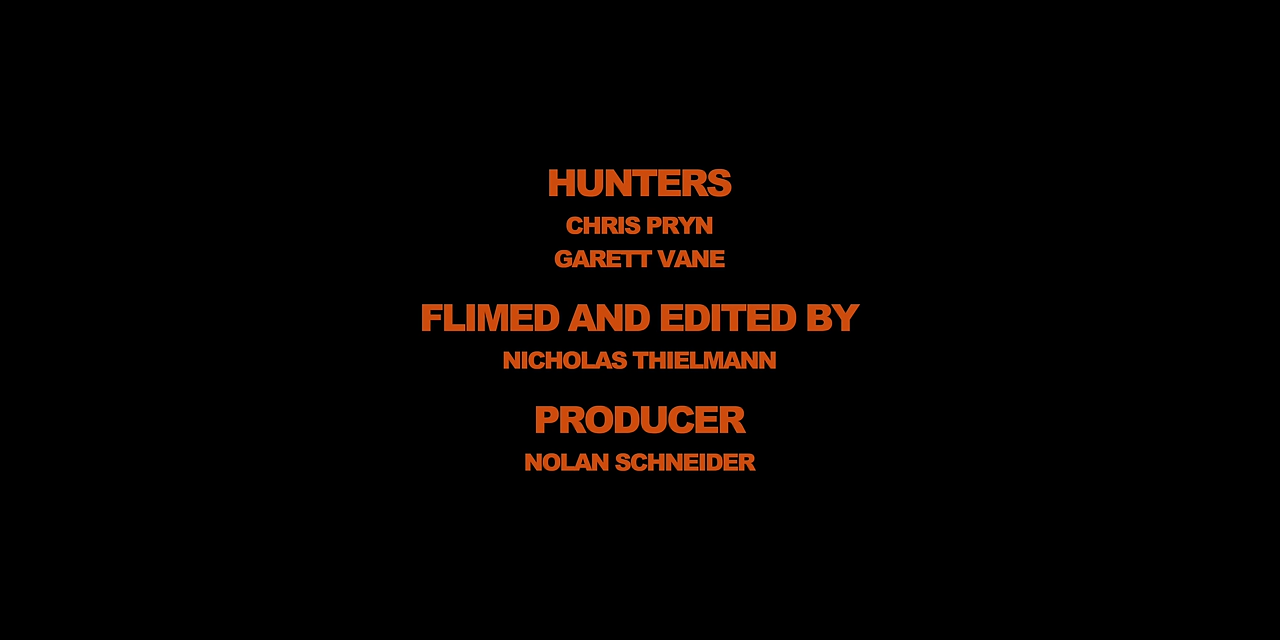 HUNTERS
CHRIS PRYN
GARETT VANE
FLIMED AND EDITED BY
NICHOLAS THIELMANN
PRODUCER
NOLAN SCHNEIDER